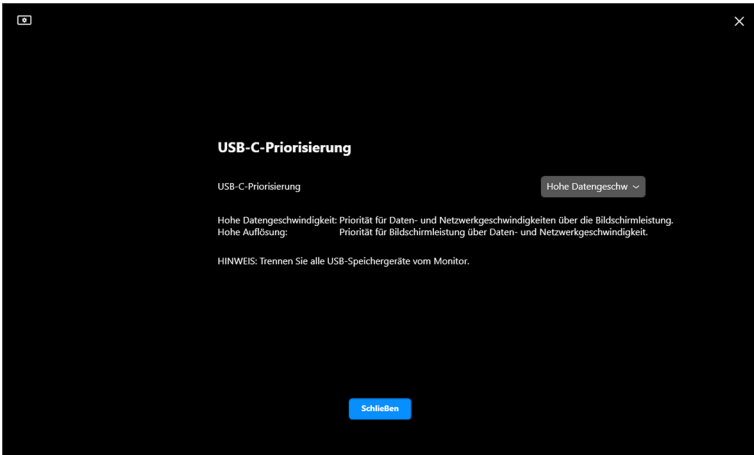 USB-C-Priorisierung
USB-C-Priorisierung
Hohe Datengeschw
Hohe Datengeschwindigkeit: Priorität für Daten- und Netzwerkgeschwindigkeiten über die Bildschirmleistung.
Hohe Auflösung: Priorität für Bildschirmleistung über Daten- und Netzwerkgeschwindigkeit.
HINWEIS: Trennen Sie alle USB-Speichergeräte vom Monitor.
Schließen